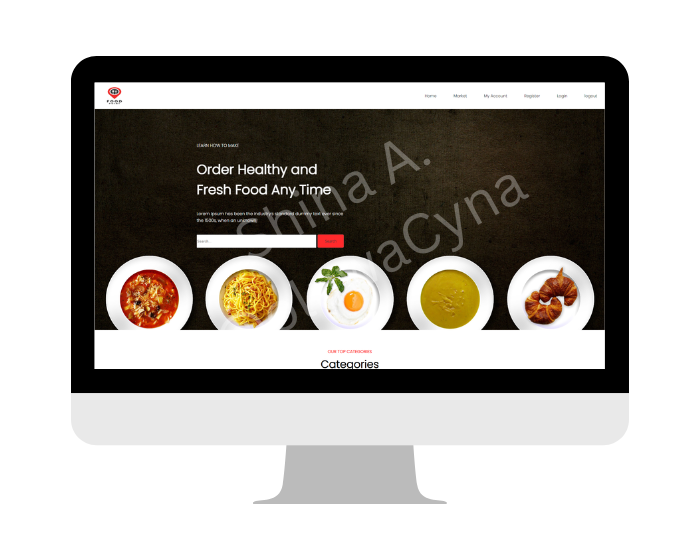 FOOD
Home Market My Account Register Login logout
LEARN HOW TO MAKE
Order Healthy and
Fresh Food Any Time
Lorem Ipsum has been the industry's standard dummy text ever since
the 1500s, when an unknown
Search...
Search
Shina A.
OUR TOP CATEGORIES
Categories